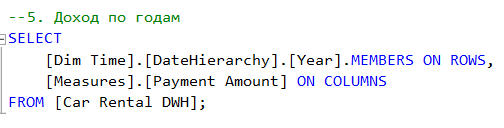 --5. Доход по годам
SELECT
[Dim Time].[DateHierarchy].[Year].MEMBERS ON ROWS,
[Measures].[Payment Amount] ON COLUMNS
FROM [Car Rental DWH];